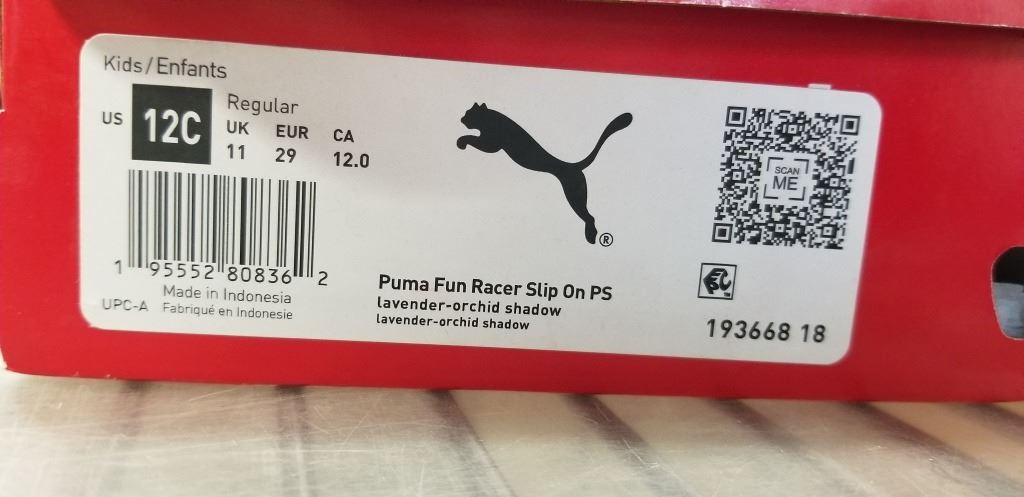 Kids/Enfants
US 12C
Regular
UK EUR CA
11 29 12.0
1 95552 80836 2
UPC-A
Made in Indonesia
Fabriqué en Indonesie
®
Puma Fun Racer Slip On PS
lavender-orchid shadow
lavender-orchid shadow
SCAN
ME
193668 18